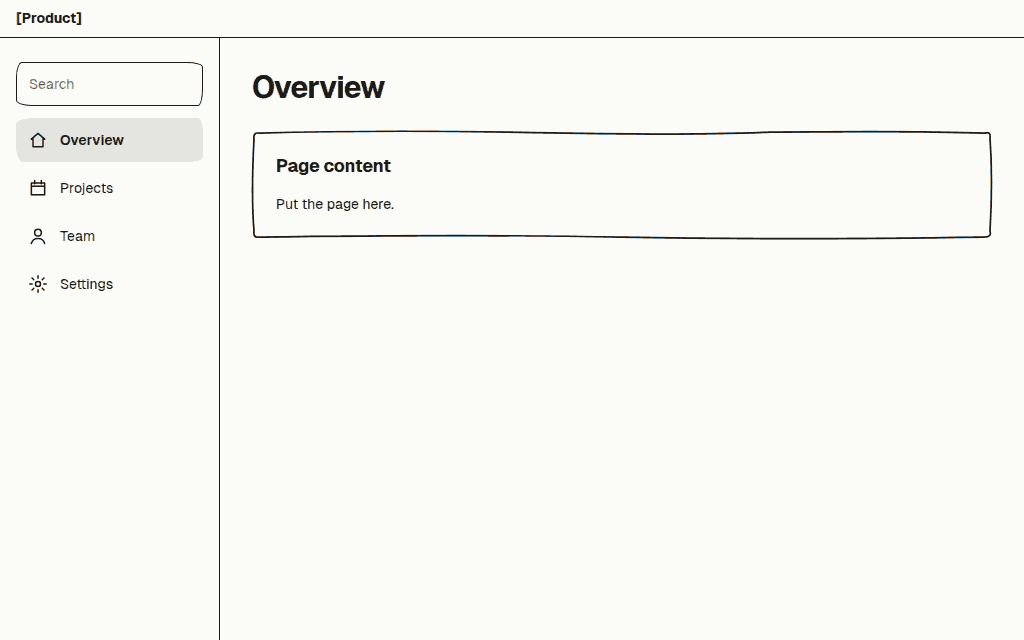 [Product]
Search
Overview
Projects
Team
Settings
Overview
Page content
Put the page here.